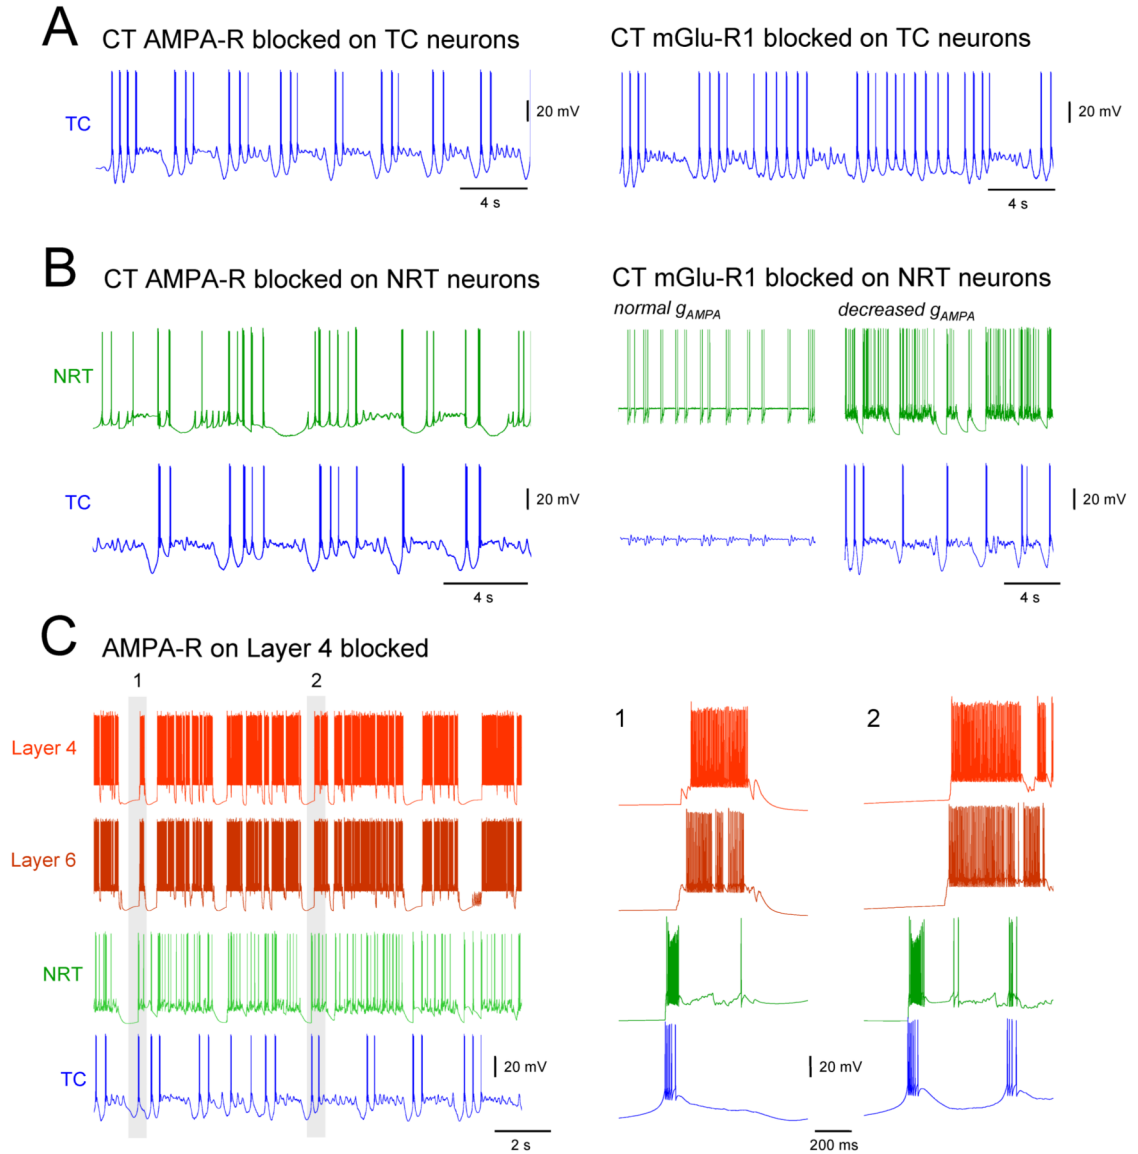 A
CT AMPA-R blocked on TC neurons
CT mGlu-R1 blocked on TC neurons
TC
20 mV
20 mV
4 s
4 s
B
CT AMPA-R blocked on NRT neurons
CT mGlu-R1 blocked on NRT neurons
normal gAMPA
decreased gAMPA
NRT
TC
20 mV
20 mV
4 s
4 s
C
AMPA-R on Layer 4 blocked
1
2
1
2
Layer 4
Layer 6
NRT
TC
20 mV
20 mV
2 s
200 ms